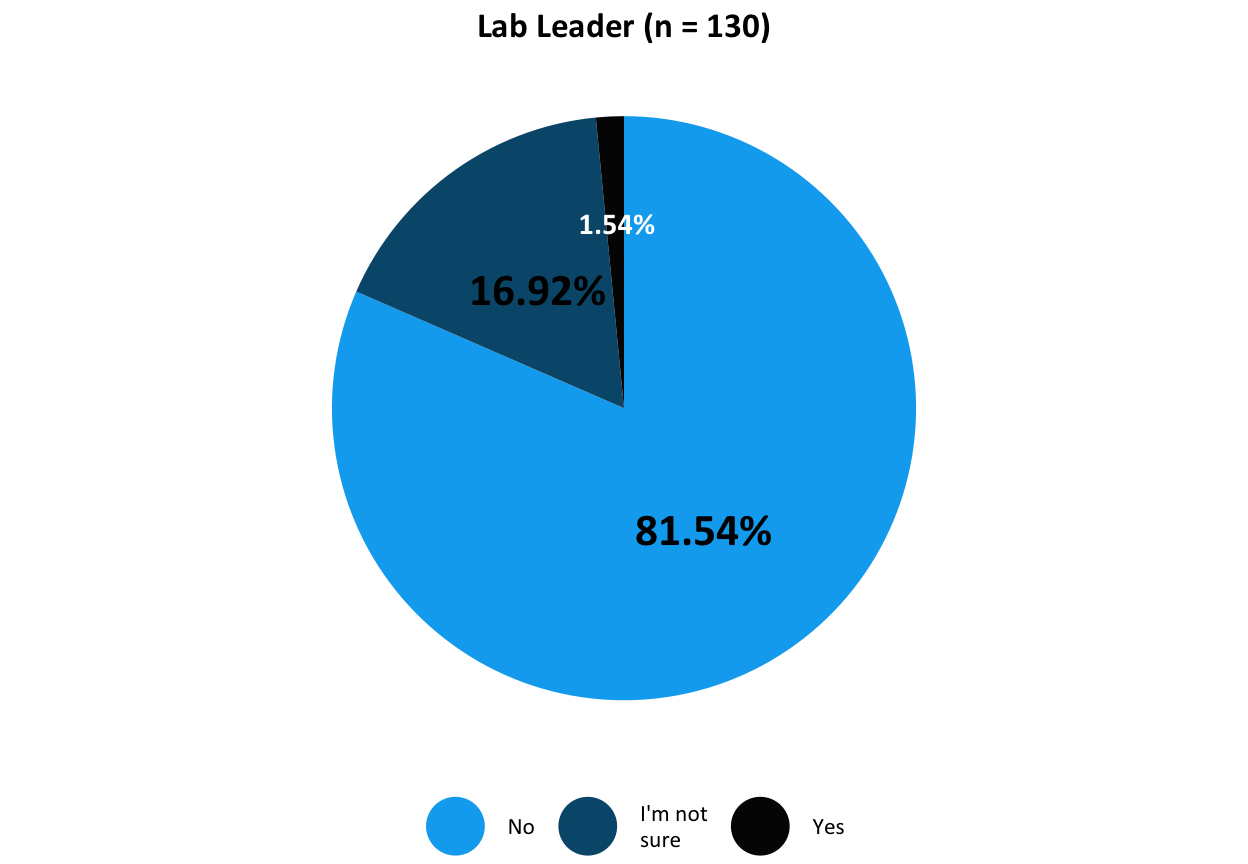 Lab Leader (n = 130)
1.54%
16.92%
81.54%
No
I'm not
sure
Yes